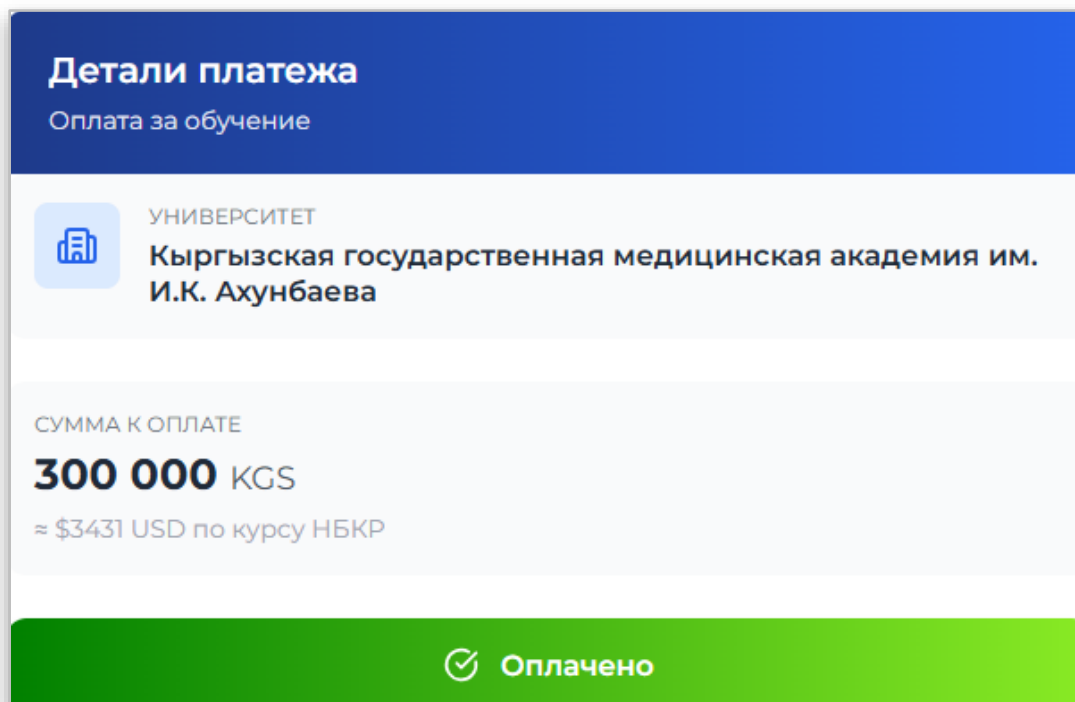 Детали платежа
Оплата за обучение
УНИВЕРСИТЕТ
Кыргызская государственная медицинская академия им.
И.К. Ахунбаева
СУММА К ОПЛАТЕ
300 000 KGS
≈ $3431 USD по курсу НБКР
Оплачено